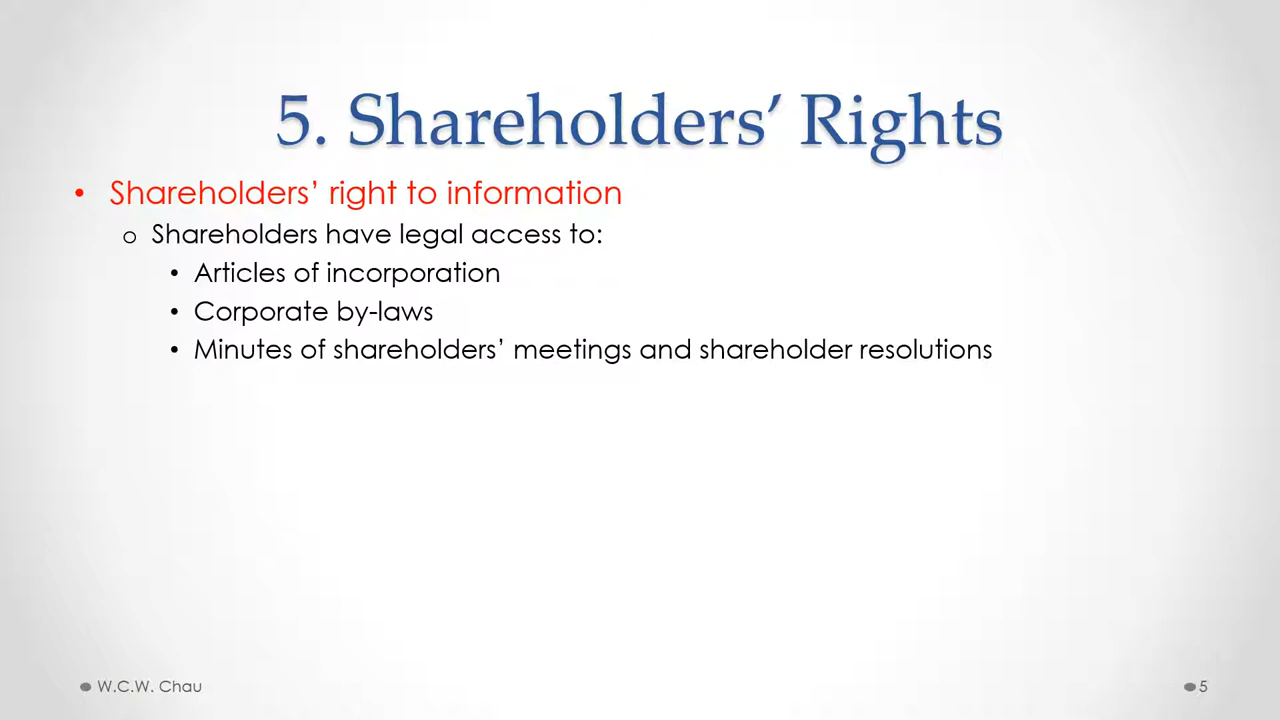 5. Shareholders’ Rights
• Shareholders’ right to information
o Shareholders have legal access to:
• Articles of incorporation
• Corporate by-laws
• Minutes of shareholders’ meetings and shareholder resolutions
W.C.W. Chau
5